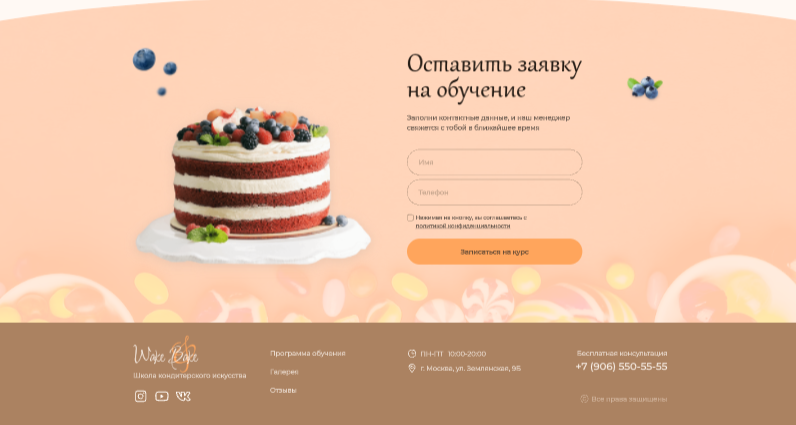 Оставить заявку
на обучение
Заполни контактные данные, и наш менеджер
свяжется с тобой в ближайшее время
Имя
Телефон
Нажимая на кнопку, вы соглашаетесь с
политикой конфиденциальности
Записаться на курс
Wake Bake
Школа кондитерского искусства
Программа обучения
Галерея
Отзывы
ПН-ПТ 10:00-20:00
г. Москва, ул. Землянская, 9Б
Бесплатная консультация
+7 (906) 550-55-55
Все права защищены